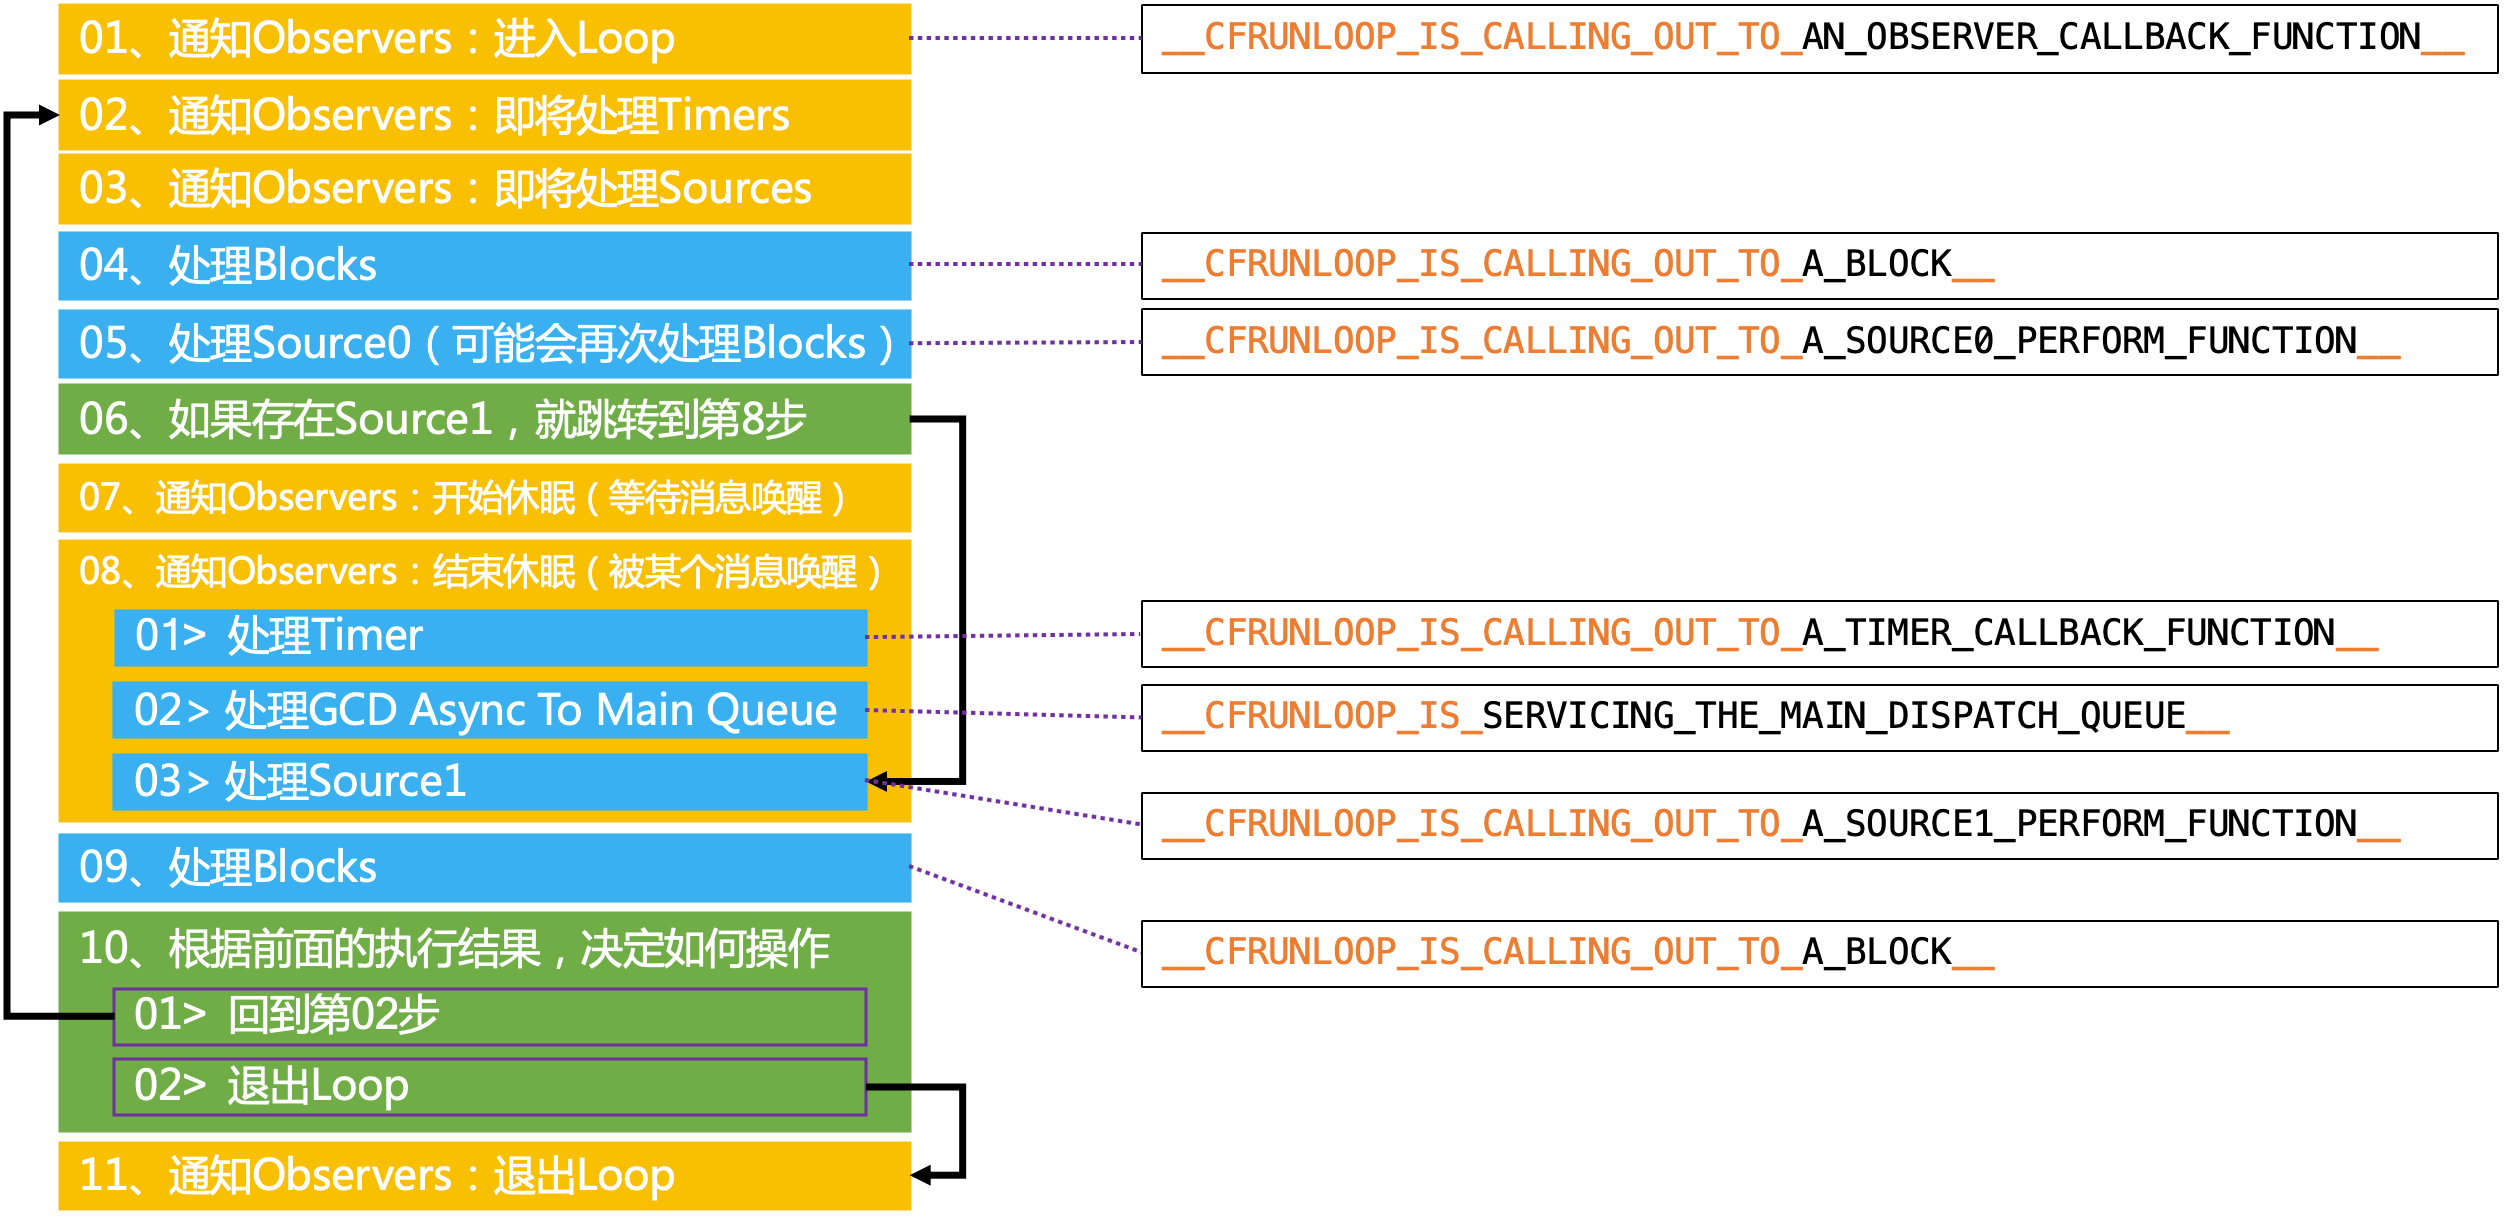 01、通知Observers：进入Loop
__CFRUNLOOP_IS_CALLING_OUT_TO_AN_OBSERVER_CALLBACK_FUNCTION__
02、通知Observers：即将处理Timers
03、通知Observers：即将处理Sources
04、处理Blocks
__CFRUNLOOP_IS_CALLING_OUT_TO_A_BLOCK__
05、处理Source0（可能会再次处理Blocks）
__CFRUNLOOP_IS_CALLING_OUT_TO_A_SOURCE0_PERFORM_FUNCTION__
06、如果存在Source1，就跳转到第8步
07、通知Observers：开始休眠（等待消息唤醒）
08、通知Observers：结束休眠（被某个消息唤醒）
01> 处理Timer
__CFRUNLOOP_IS_CALLING_OUT_TO_A_TIMER_CALLBACK_FUNCTION__
02> 处理GCD Async To Main Queue
__CFRUNLOOP_IS_SERVICING_THE_MAIN_DISPATCH_QUEUE__
03> 处理Source1
__CFRUNLOOP_IS_CALLING_OUT_TO_A_SOURCE1_PERFORM_FUNCTION__
09、处理Blocks
__CFRUNLOOP_IS_CALLING_OUT_TO_A_BLOCK__
10、根据前面的执行结果，决定如何操作
01> 回到第02步
02> 退出Loop
11、通知Observers：退出Loop